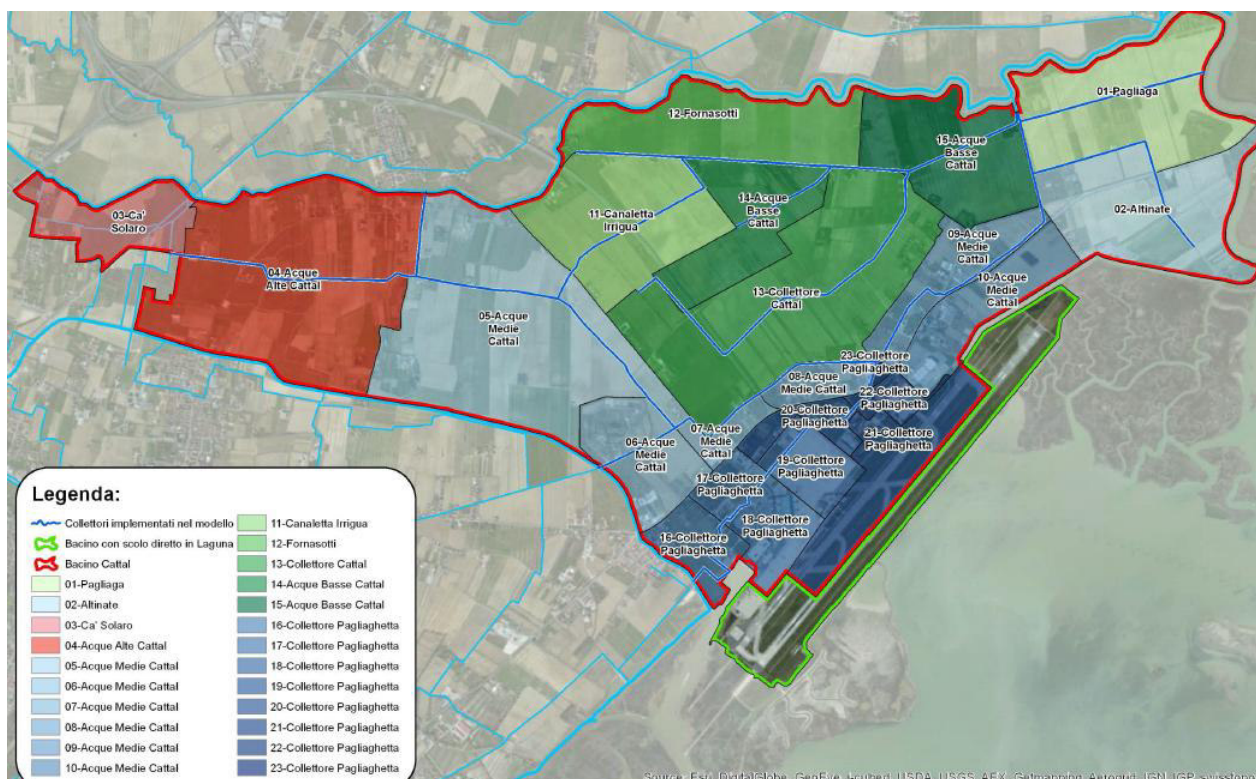 01-Pagliaga
12-Fornasotti
15-Acque
Basse
Cattal
03-Ca'
Solaro
14-Acque
Basse
Cattal
02-Altinate
11-Canaletta
Irrigua
09-Acque
Medie
Cattal
04-Acque
Alte Cattal
10-Acque
Medie
Cattal
13-Collettore
Cattal
05-Acque
Medie
Cattal
23-Collettore
Pagliaghetta
08-Acque
Medie Cattal
22-Collettore
Pagliaghetta
20-Collettore
Pagliaghetta
07-Acque
Medie
Cattal
21-Collettore
Pagliaghetta
06-Acque
Medie
Cattal
19-Collettore
Pagliaghetta
17-Collettore
Pagliaghetta
18-Collettore
Pagliaghetta
16-Collettore
Pagliaghetta
Legenda:
Collettori implementati nel modello
Bacino con scolo diretto in Laguna
Bacino Cattal
01-Pagliaga
02-Altinate
03-Ca' Solaro
04-Acque Alte Cattal
05-Acque Medie Cattal
06-Acque Medie Cattal
07-Acque Medie Cattal
08-Acque Medie Cattal
09-Acque Medie Cattal
10-Acque Medie Cattal
11-Canaletta Irrigua
12-Fornasotti
13-Collettore Cattal
14-Acque Basse Cattal
15-Acque Basse Cattal
16-Collettore Pagliaghetta
17-Collettore Pagliaghetta
18-Collettore Pagliaghetta
19-Collettore Pagliaghetta
20-Collettore Pagliaghetta
21-Collettore Pagliaghetta
22-Collettore Pagliaghetta
23-Collettore Pagliaghetta
Source: Esri, DigitalGlobe, GeoEye, i-cubed, USDA, USGS, AEX, Getmapping, Aerogrid, IGN, IGP, swisstopo